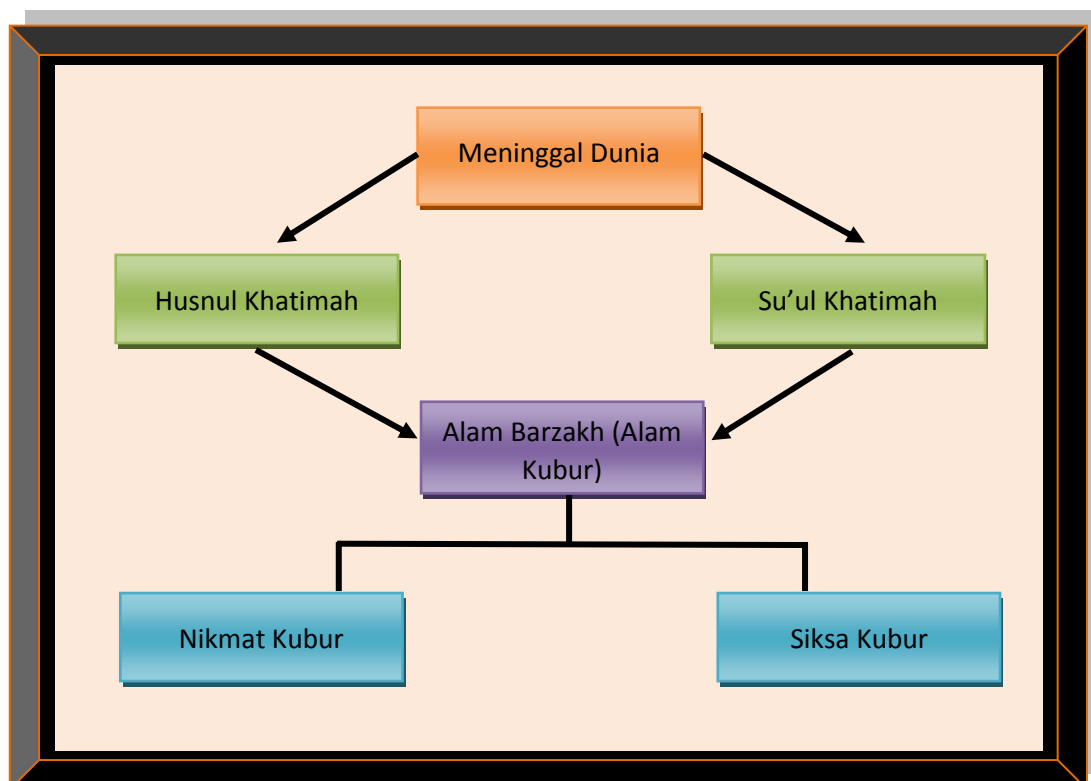 Meninggal Dunia
Husnul Khatimah
Su’ul Khatimah
Alam Barzakh (Alam
Kubur)
Nikmat Kubur
Siksa Kubur